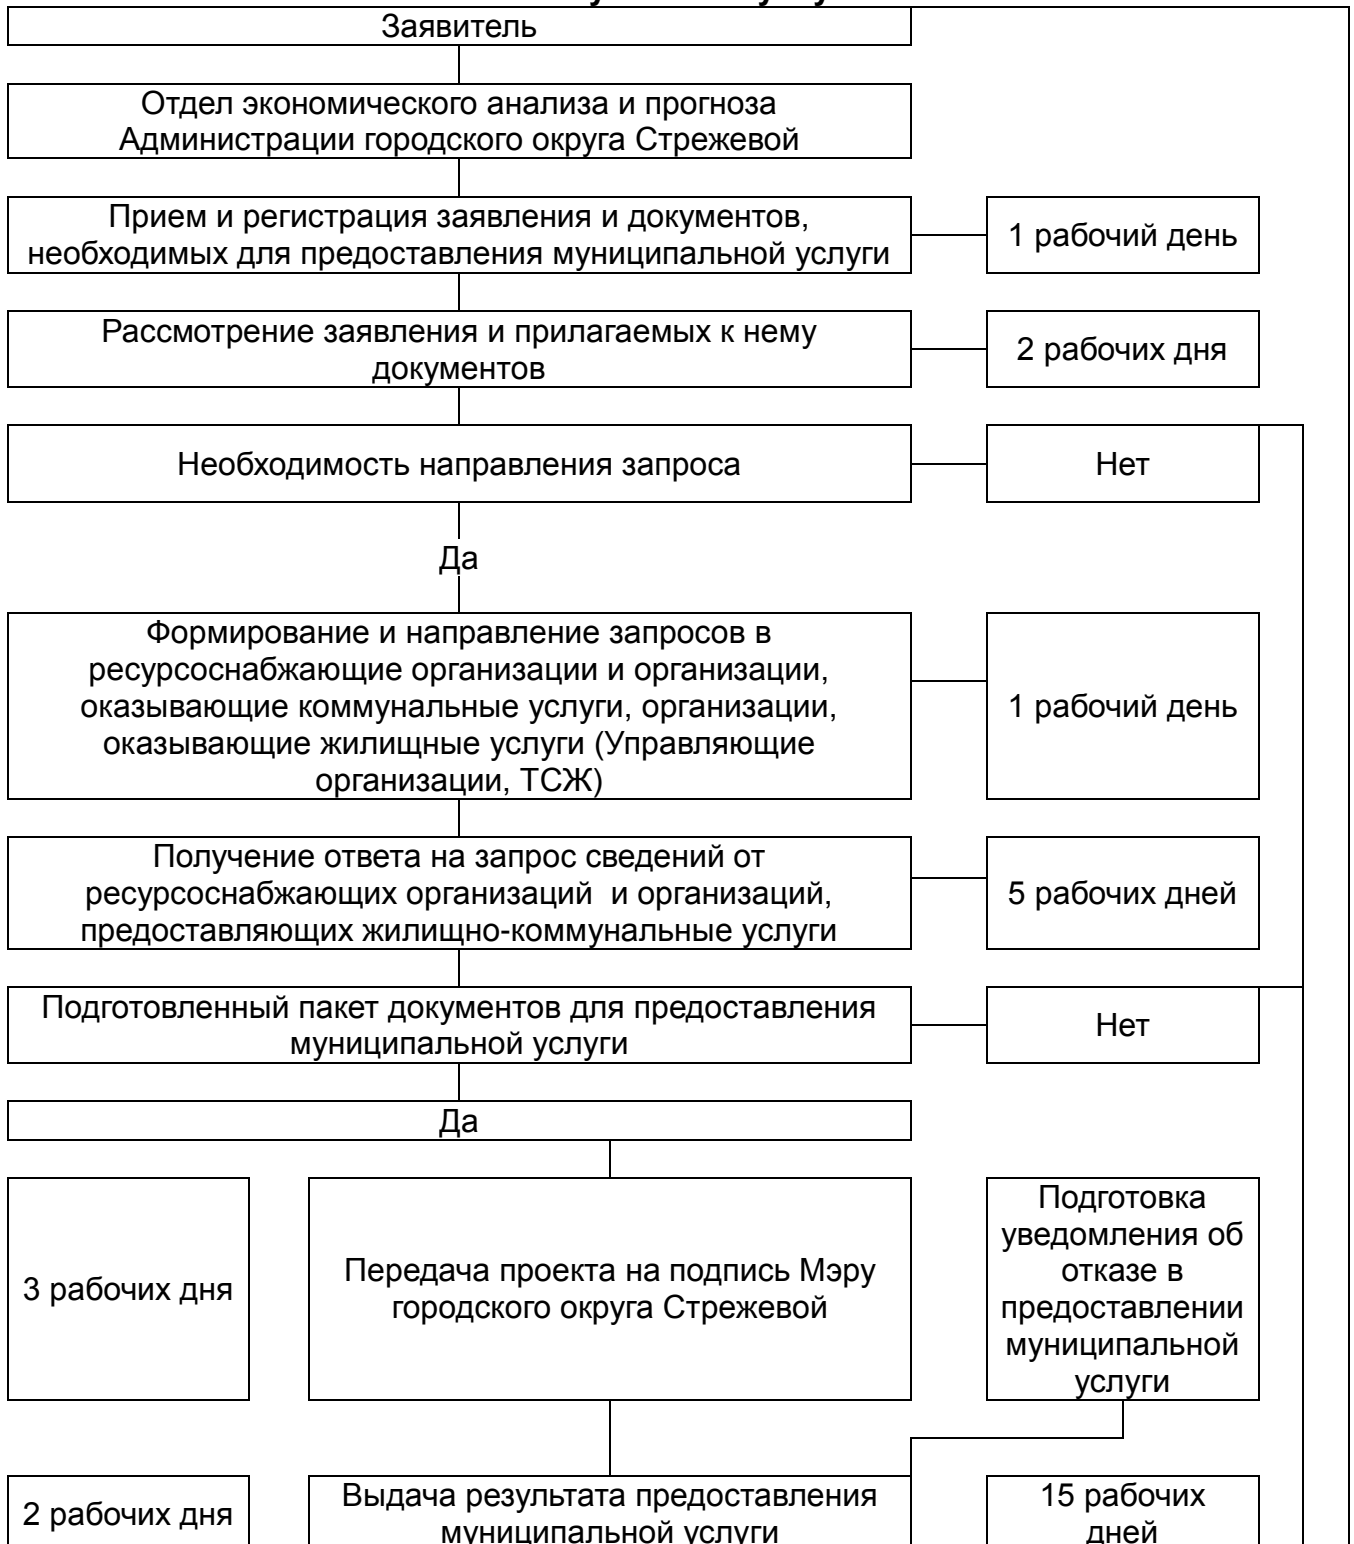 Заявитель
Отдел экономического анализа и прогноза
Администрации городского округа Стрежевой
Прием и регистрация заявления и документов,
необходимых для предоставления муниципальной услуги
1 рабочий день
Рассмотрение заявления и прилагаемых к нему
документов
2 рабочих дня
Необходимость направления запроса
Нет
Да
Формирование и направление запросов в
ресурсоснабжающие организации и организации,
оказывающие коммунальные услуги, организации,
оказывающие жилищные услуги (Управляющие
организации, ТСЖ)
1 рабочий день
Получение ответа на запрос сведений от
ресурсоснабжающих организаций  и организаций,
предоставляющих жилищно-коммунальные услуги
5 рабочих дней
Подготовленный пакет документов для предоставления
муниципальной услуги
Нет
Да
3 рабочих дня
Передача проекта на подпись Мэру
городского округа Стрежевой
Подготовка
уведомления об
отказе в
предоставлении
муниципальной
услуги
2 рабочих дня
Выдача результата предоставления
муниципальной услуги
15 рабочих
дней